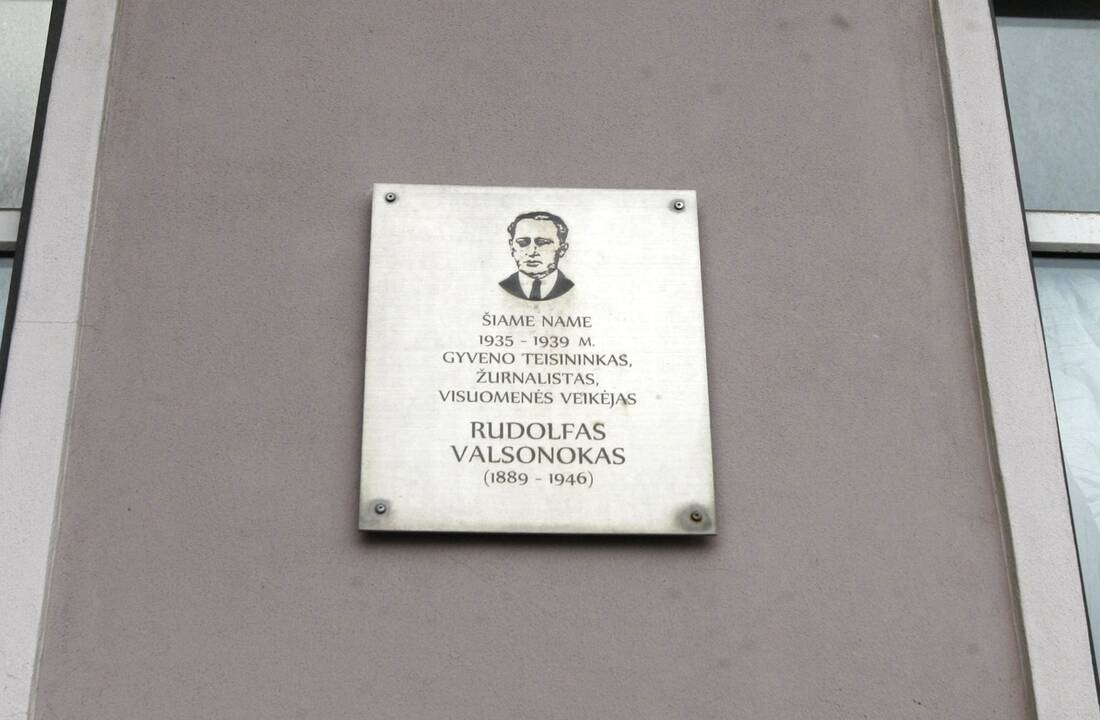 ŠIAME NAME
1935 - 1939 M.
GYVENO TEISININKAS,
ŽURNALISTAS,
VISUOMENĖS VEIKĖJAS
RUDOLFAS
VALSONOKAS
(1889 - 1946)